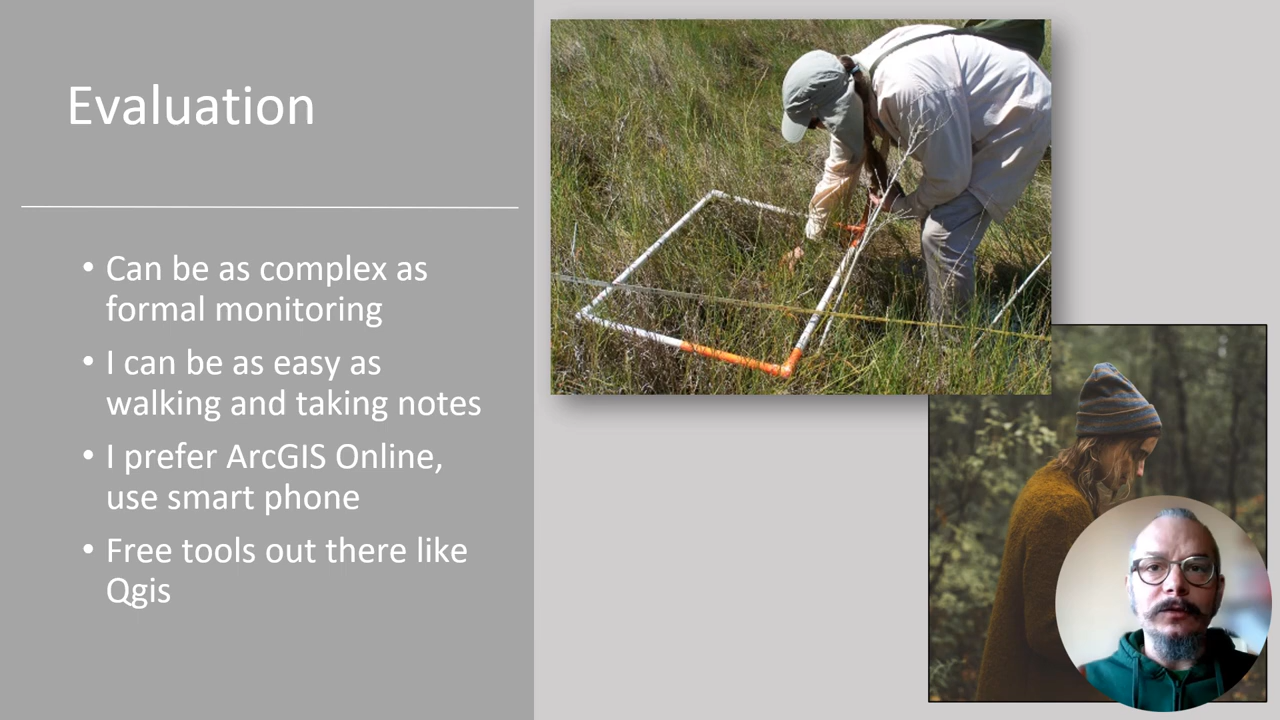 Evaluation
• Can be as complex as
formal monitoring
• I can be as easy as
walking and taking notes
• I prefer ArcGIS Online,
use smart phone
• Free tools out there like
Qgis